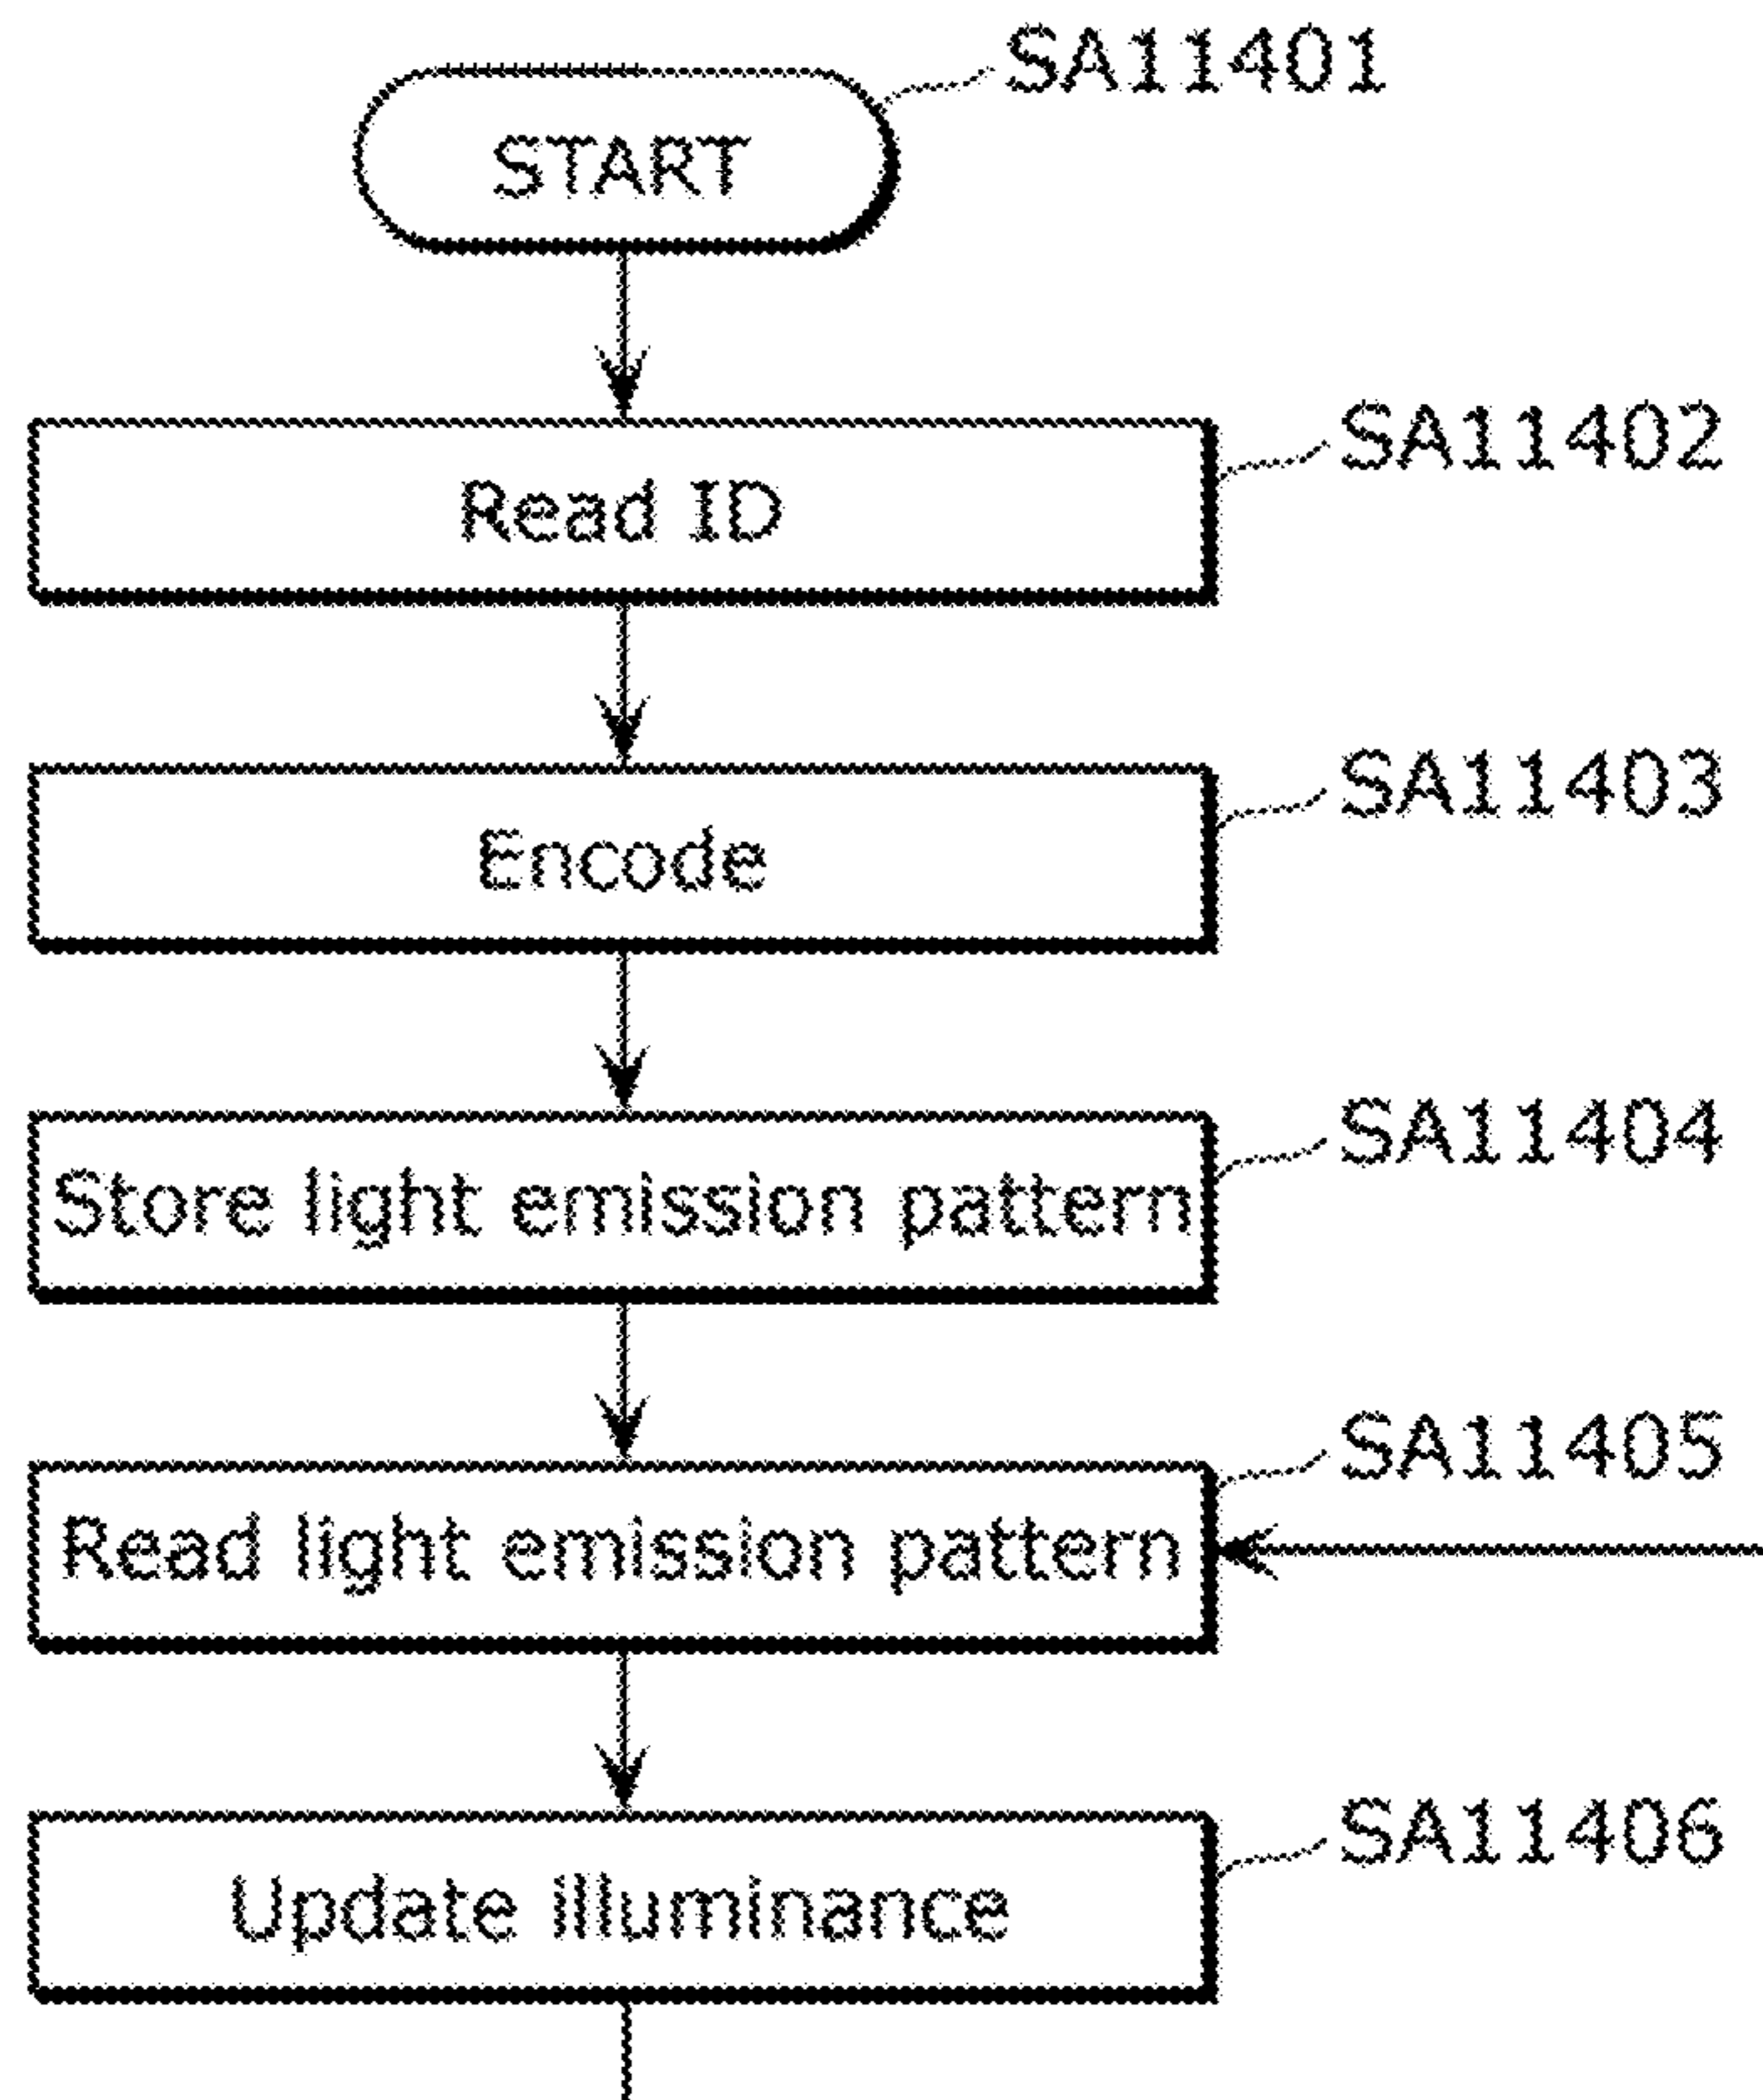 SA11401
START
SA11402
Read ID
SA11403
Encode
SA11404
Store light emission pattern
SA11405
Read light emission pattern
SA11406
Update illuminance